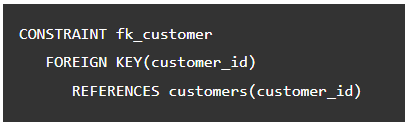 CONSTRAINT fk_customer
FOREIGN KEY(customer_id)
REFERENCES customers(customer_id)